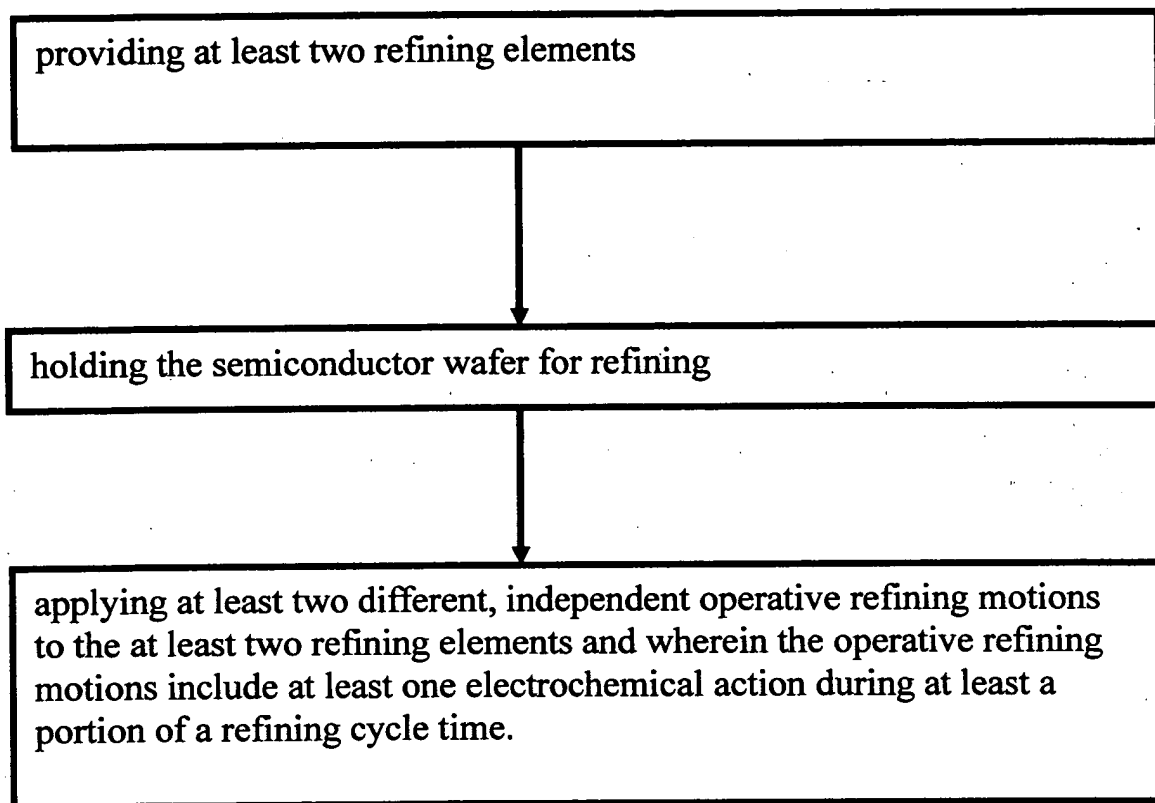 providing at least two refining elements
holding the semiconductor wafer for refining
applying at least two different, independent operative refining motions
to the at least two refining elements and wherein the operative refining
motions include at least one electrochemical action during at least a
portion of a refining cycle time.